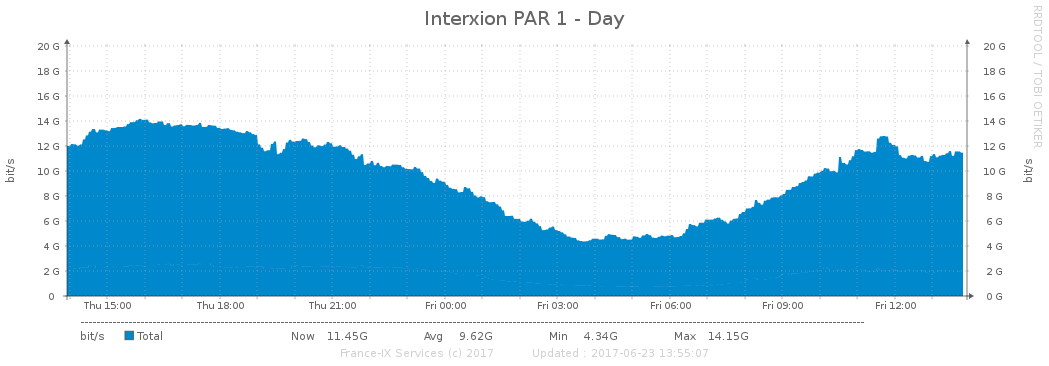 Interxion PAR 1 - Day
RRDTOOL / TOBI OETIKER
bit/s
20 G 20 G
18 G 18 G
16 G 16 G
14 G 14 G
12 G 12 G
10 G 10 G
8 G 8 G
6 G 6 G
4 G 4 G
2 G 2 G
0 0 G
bit/s
Thu 15:00 Thu 18:00 Thu 21:00 Fri 00:00 Fri 03:00 Fri 06:00 Fri 09:00 Fri 12:00
bit/s Total Now 11.45G Avg 9.62G Min 4.34G Max 14.15G
France-IX Services (c) 2017 Updated : 2017-06-23 13:55:07